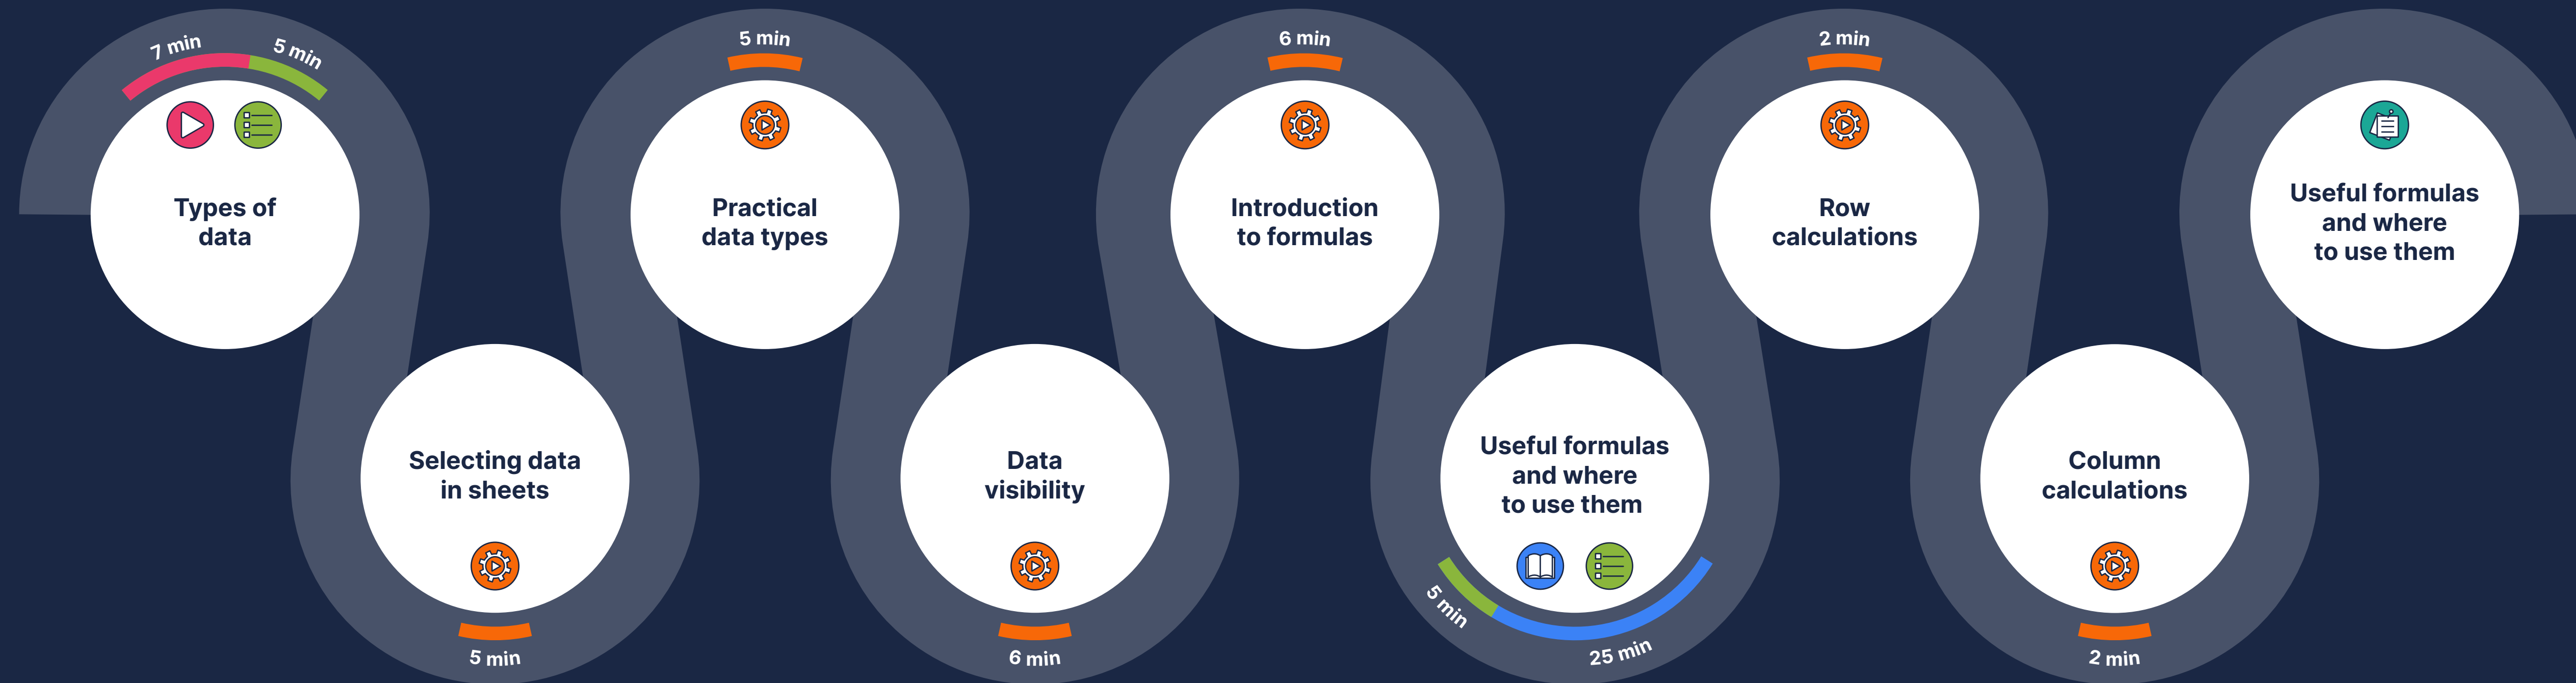 7 min
5 min
Types of
data
Selecting data
in sheets
5 min
5 min
Practical
data types
Data
visibility
6 min
6 min
Introduction
to formulas
Useful formulas
and where
to use them
5 min
25 min
2 min
Row
calculations
Column
calculations
2 min
Useful formulas
and where
to use them